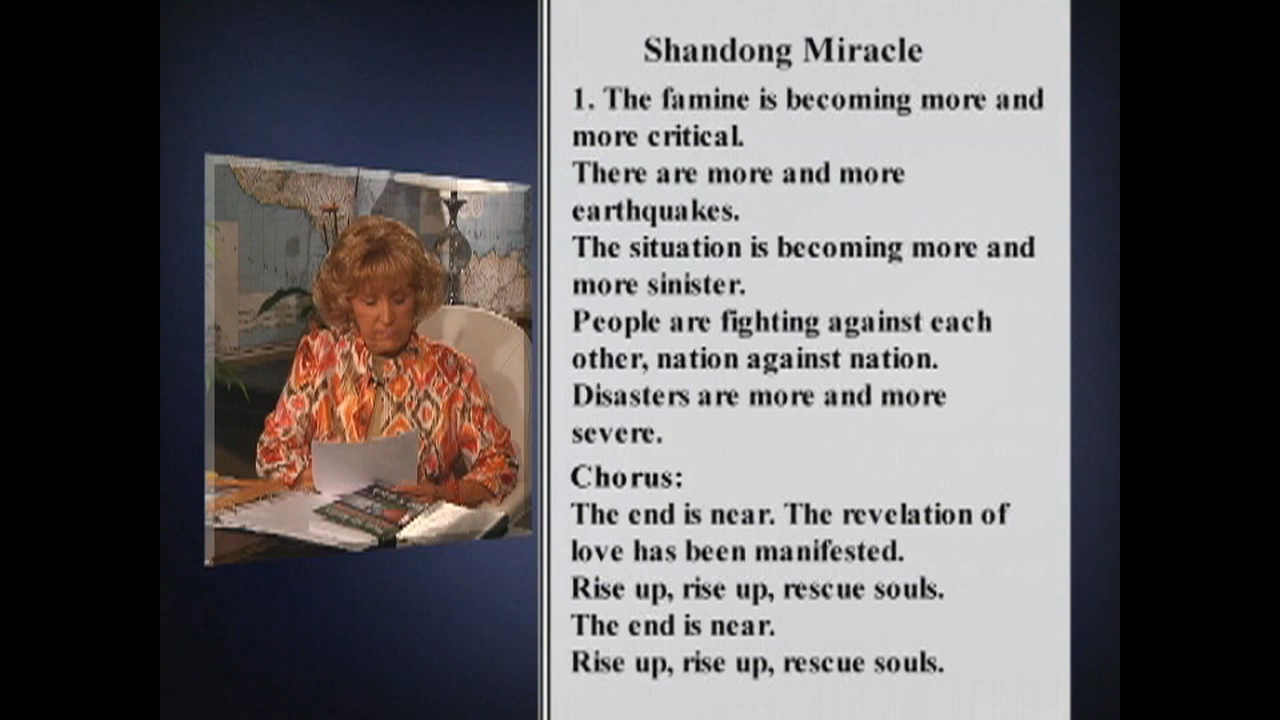 Shandong Miracle
1. The famine is becoming more and
more critical.
There are more and more
earthquakes.
The situation is becoming more and
more sinister.
People are fighting against each
other, nation against nation.
Disasters are more and more
severe.
Chorus:
The end is near. The revelation of
love has been manifested.
Rise up, rise up, rescue souls.
The end is near.
Rise up, rise up, rescue souls.